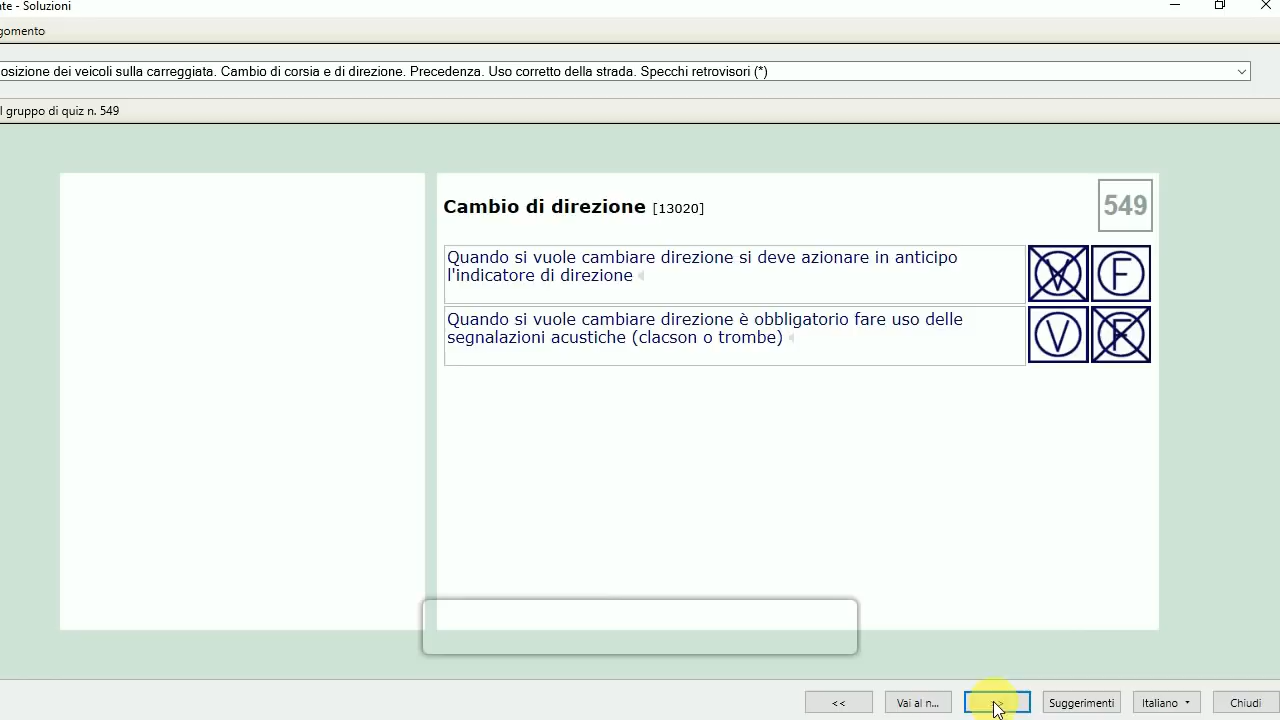 te - Soluzioni
gomento
osizione dei veicoli sulla carreggiata. Cambio di corsia e di direzione. Precedenza. Uso corretto della strada. Specchi retrovisori (*)
l gruppo di quiz n. 549
Cambio di direzione [13020]
549
Quando si vuole cambiare direzione si deve azionare in anticipo
l'indicatore di direzione
V F
Quando si vuole cambiare direzione è obbligatorio fare uso delle
segnalazioni acustiche (clacson o trombe)
V F
<< Vai al n... >> Suggerimenti Italiano Chiudi